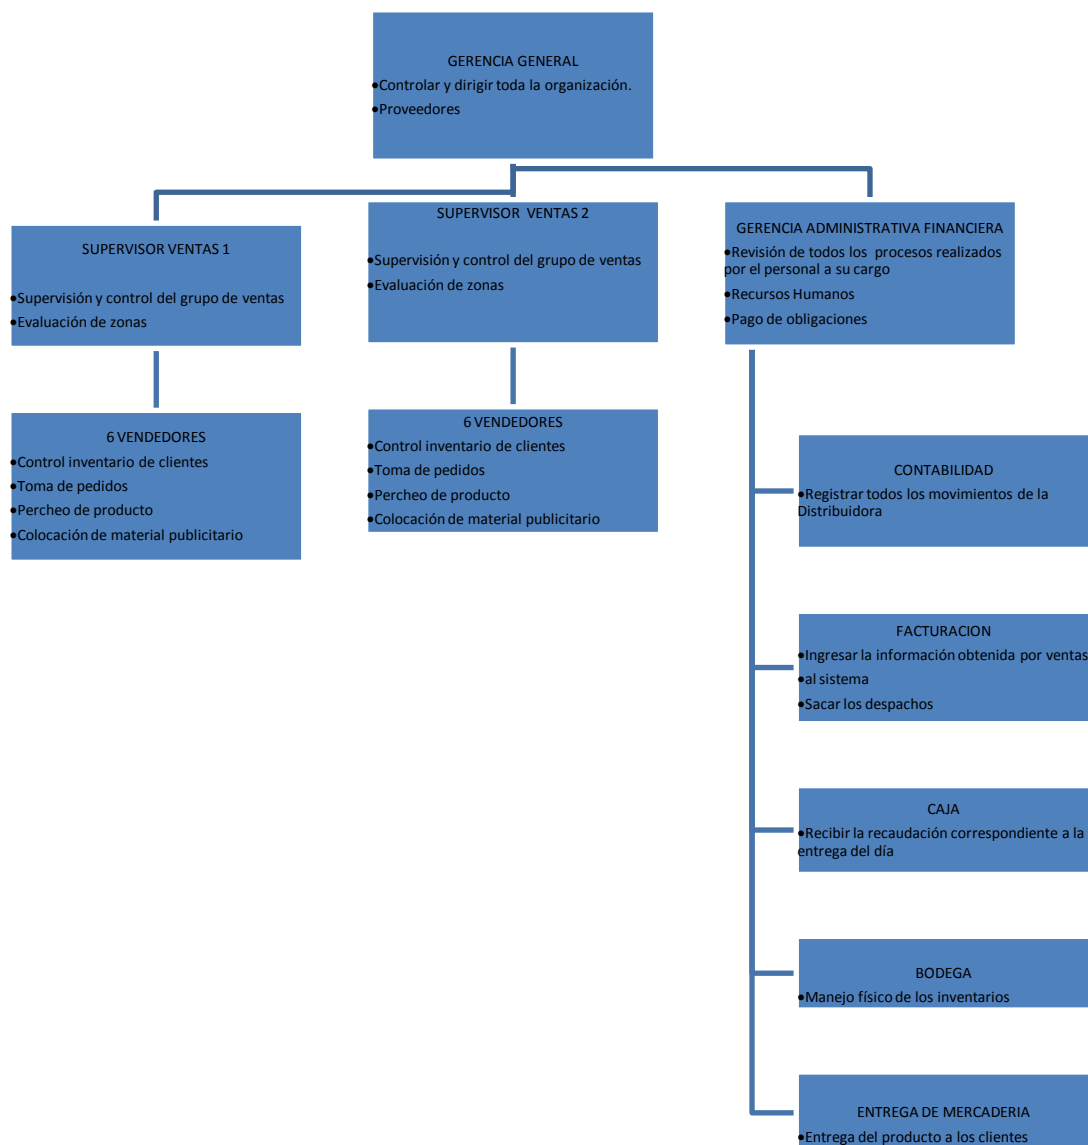 GERENCIA GENERAL
•Controlar y dirigir toda la organización.
•Proveedores
SUPERVISOR VENTAS 1
•Supervisión y control del grupo de ventas
•Evaluación de zonas
SUPERVISOR VENTAS 2
•Supervisión y control del grupo de ventas
•Evaluación de zonas
GERENCIA ADMINISTRATIVA FINANCIERA
•Revisión de todos los procesos realizados
por el personal a su cargo
•Recursos Humanos
•Pago de obligaciones
6 VENDEDORES
•Control inventario de clientes
•Toma de pedidos
•Percheo de producto
•Colocación de material publicitario
6 VENDEDORES
•Control inventario de clientes
•Toma de pedidos
•Percheo de producto
•Colocación de material publicitario
CONTABILIDAD
•Registrar todos los movimientos de la
Distribuidora
FACTURACION
•Ingresar la información obtenida por ventas
•al sistema
•Sacar los despachos
CAJA
•Recibir la recaudación correspondiente a la
entrega del día
BODEGA
•Manejo físico de los inventarios
ENTREGA DE MERCADERIA
•Entrega del producto a los clientes